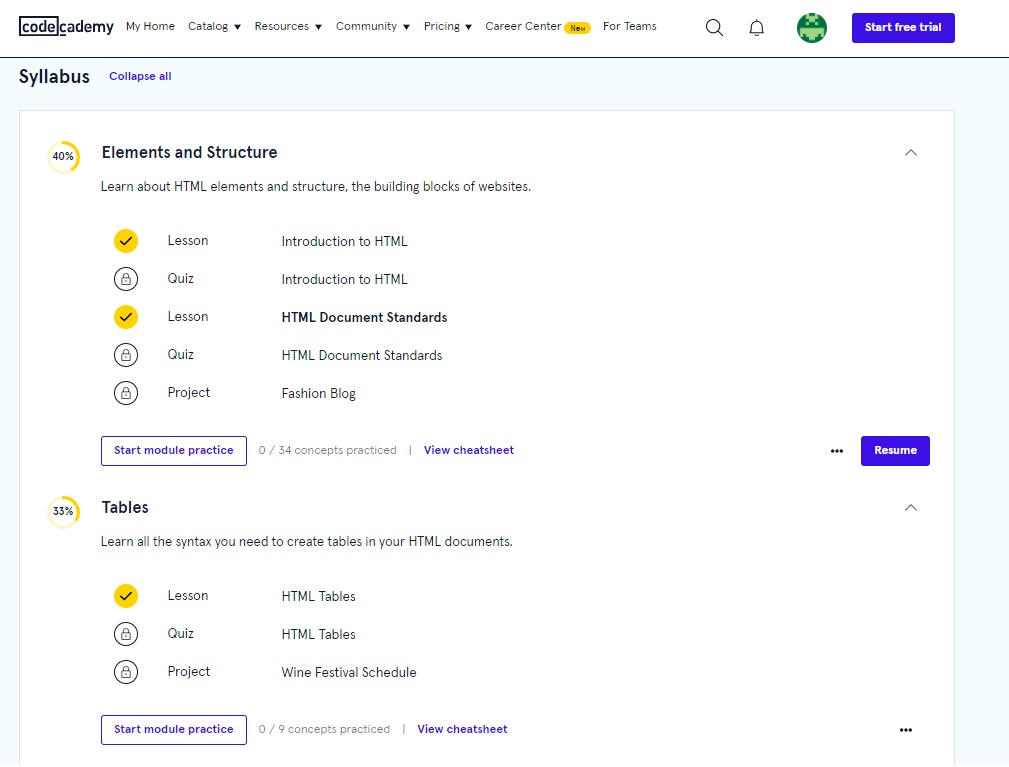 codecademy My Home Catalog Resources Community Pricing Career Center New For Teams Start free trial
Syllabus Collapse all
40% Elements and Structure
Learn about HTML elements and structure, the building blocks of websites.
Lesson Introduction to HTML
Quiz Introduction to HTML
Lesson HTML Document Standards
Quiz HTML Document Standards
Project Fashion Blog
Start module practice 0 / 34 concepts practiced | View cheatsheet ••• Resume
33% Tables
Learn all the syntax you need to create tables in your HTML documents.
Lesson HTML Tables
Quiz HTML Tables
Project Wine Festival Schedule
Start module practice 0 / 9 concepts practiced | View cheatsheet •••